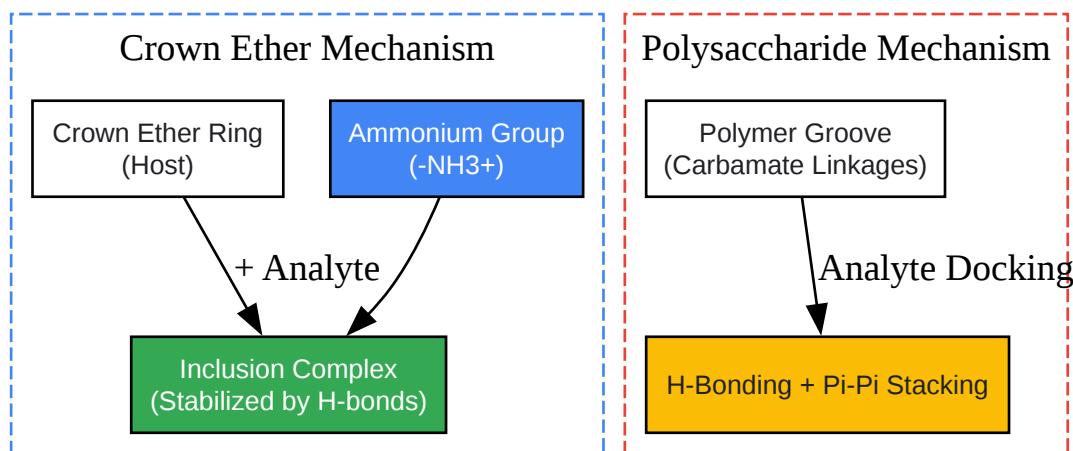 Crown Ether Mechanism
Crown Ether Ring
(Host)
Ammonium Group
(-NH3+)
+ Analyte
Inclusion Complex
(Stabilized by H-bonds)
Polysaccharide Mechanism
Polymer Groove
(Carbamate Linkages)
Analyte Docking
H-Bonding + Pi-Pi Stacking